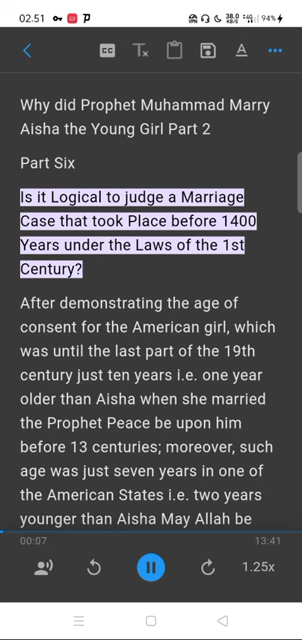 02.51
38.0
KB/S
94%
CC
A
Why did Prophet Muhammad Marry
Aisha the Young Girl Part 2
Part Six
Is it Logical to judge a Marriage
Case that took Place before 1400
Years under the Laws of the 1st
Century?
After demonstrating the age of
consent for the American girl, which
was until the last part of the 19th
century just ten years i.e. one year
older than Aisha when she married
the Prophet Peace be upon him
before 13 centuries; moreover, such
age was just seven years in one of
the American States i.e. two years
younger than Aisha May Allah be
00:07
13:41
1.25x